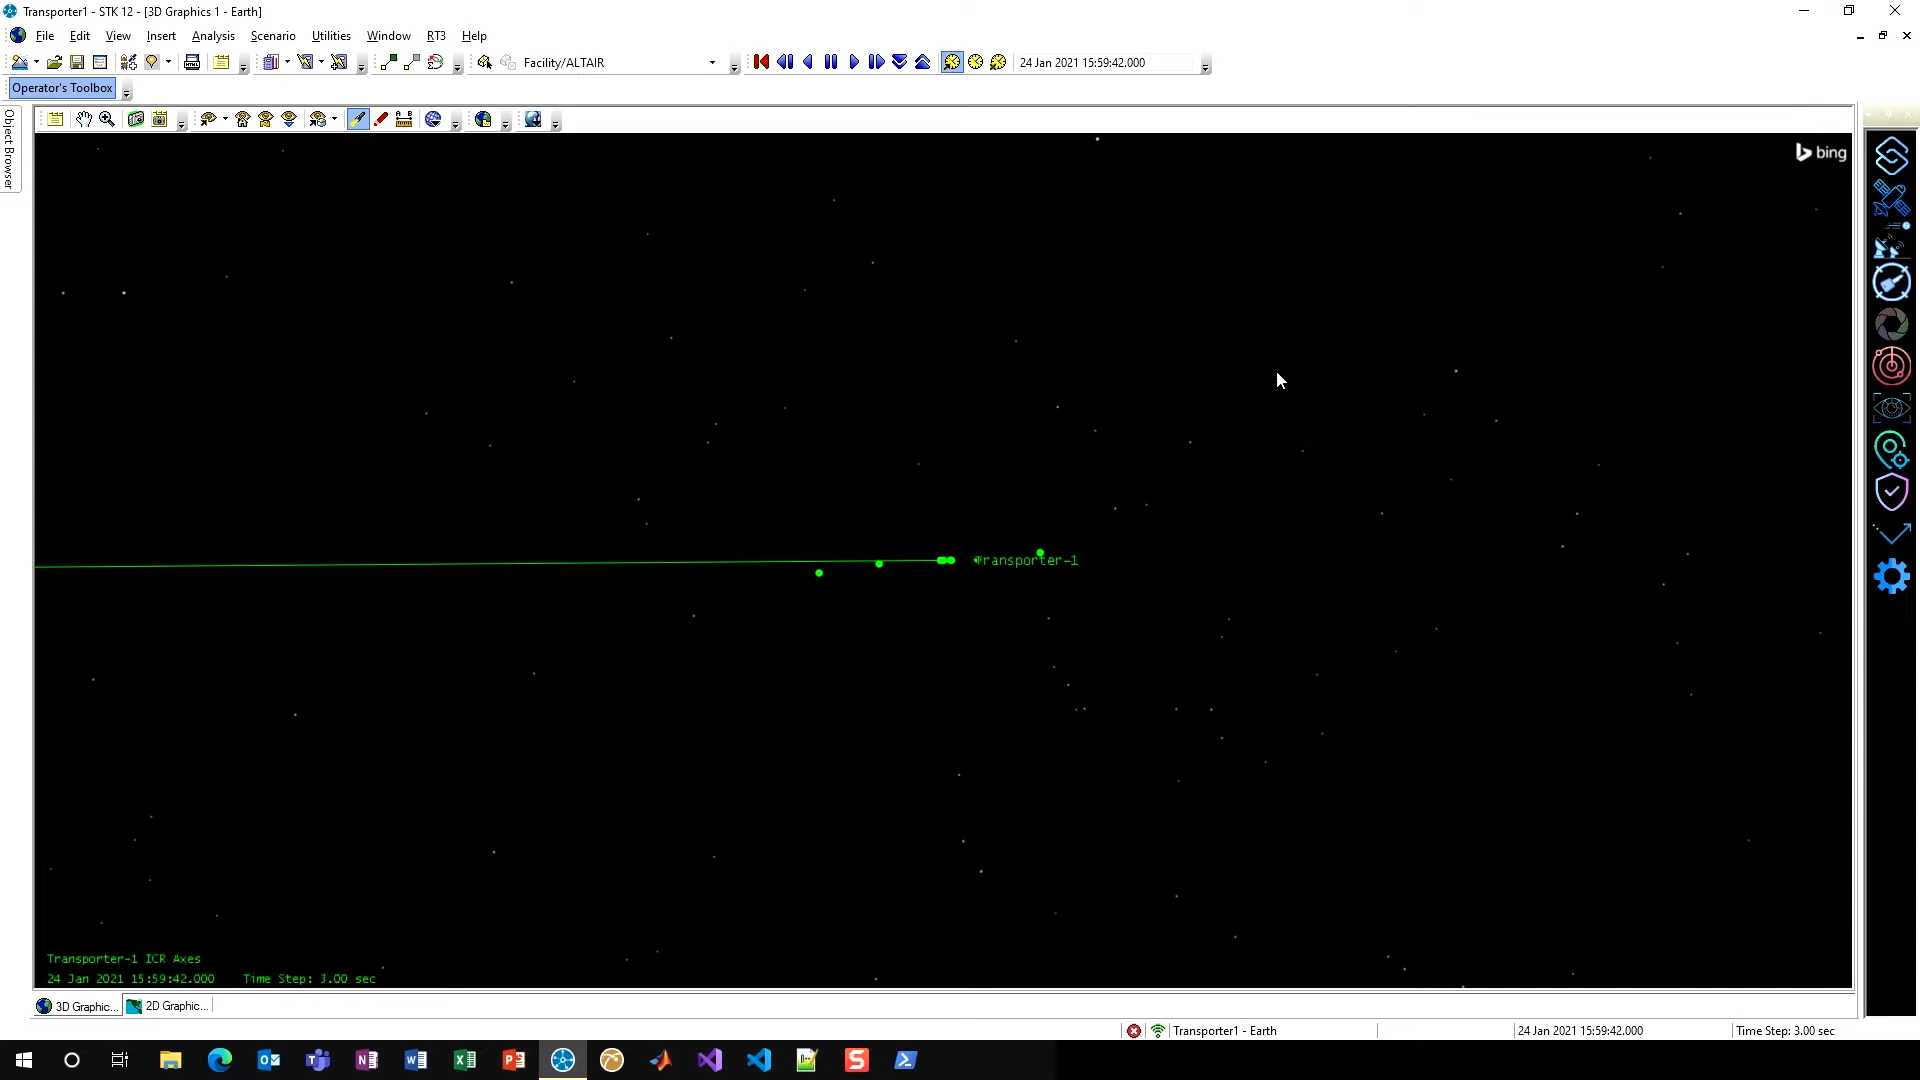 Transporter1 - STK 12 - [3D Graphics 1 - Earth]
File Edit View Insert Analysis Scenario Utilities Window RT3 Help
Facility/ALTAIR
24 Jan 2021 15:59:42.000
Operator's Toolbox
Object Browser
bing
Transporter-1
Transporter-1 ICR Axes
24 Jan 2021 15:59:42.000 Time Step: 3.00 sec
3D Graphic... 2D Graphic...
Transporter1 - Earth 24 Jan 2021 15:59:42.000 Time Step: 3.00 sec